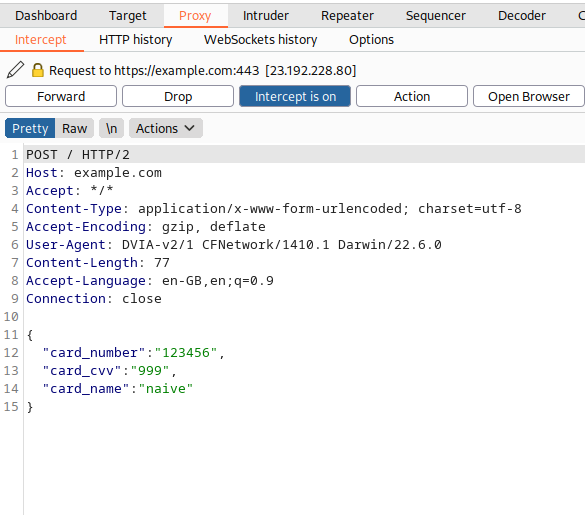 Dashboard Target Proxy Intruder Repeater Sequencer Decoder C
Intercept HTTP history WebSockets history Options
Request to https://example.com:443 [23.192.228.80]
Forward Drop Intercept is on Action Open Browser
Pretty Raw \n Actions
1 POST / HTTP/2
2 Host: example.com
3 Accept: */*
4 Content-Type: application/x-www-form-urlencoded; charset=utf-8
5 Accept-Encoding: gzip, deflate
6 User-Agent: DVIA-v2/1 CFNetwork/1410.1 Darwin/22.6.0
7 Content-Length: 77
8 Accept-Language: en-GB,en;q=0.9
9 Connection: close
10
11 {
12 "card_number":"123456",
13 "card_cvv":"999",
14 "card_name":"naive"
15 }